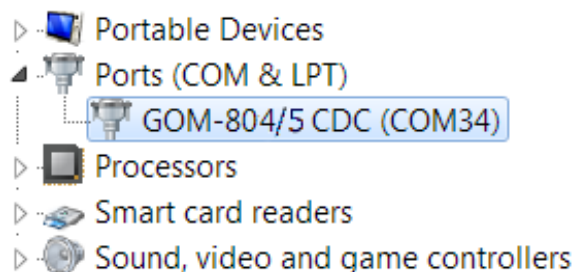 Portable Devices
Ports (COM & LPT)
GOM-804/5 CDC (COM34)
Processors
Smart card readers
Sound, video and game controllers